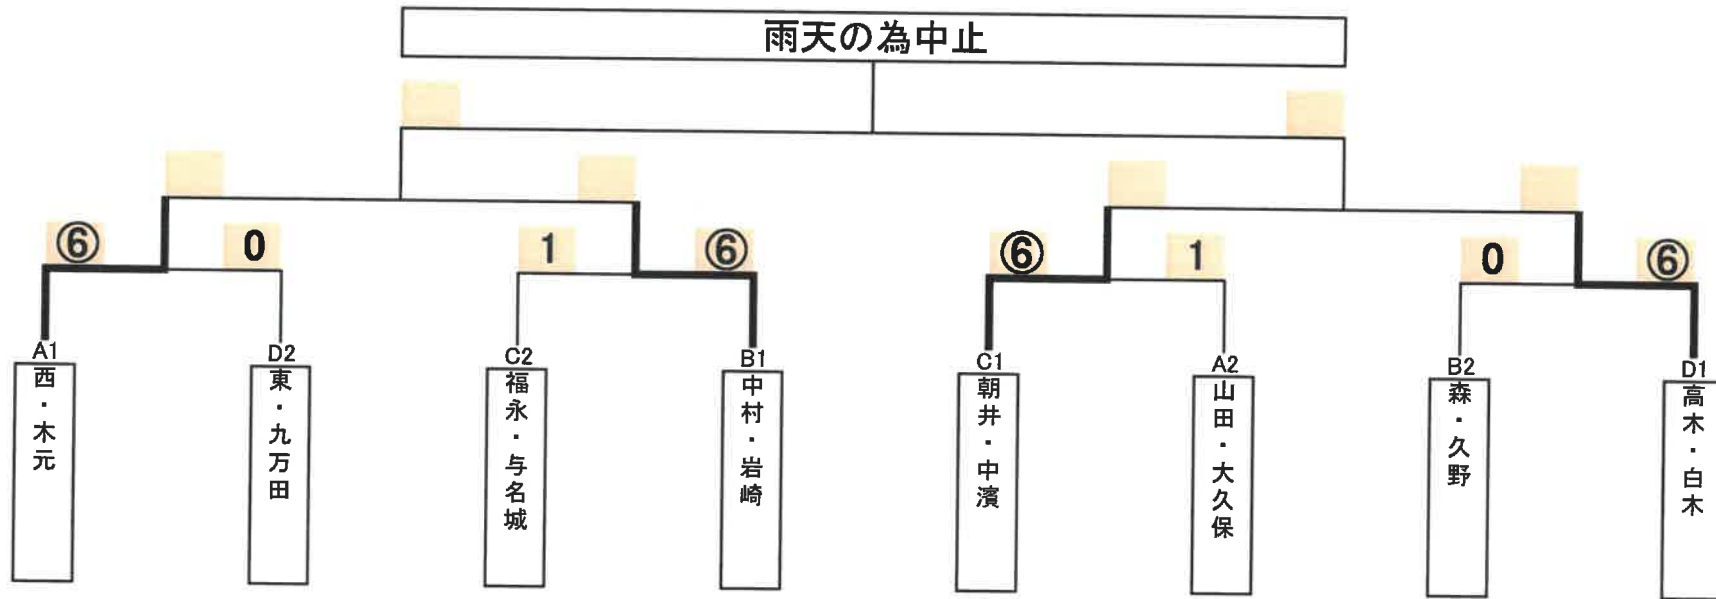 雨天の為中止
⑥ 0 1 ⑥ ⑥ 1 0 ⑥
A1 D2 C2 B1 C1 A2 B2 D1
西・木元
東・九万田
福永・与名城
中村・岩崎
朝井・中濱
山田・大久保
森・久野
高木・白木